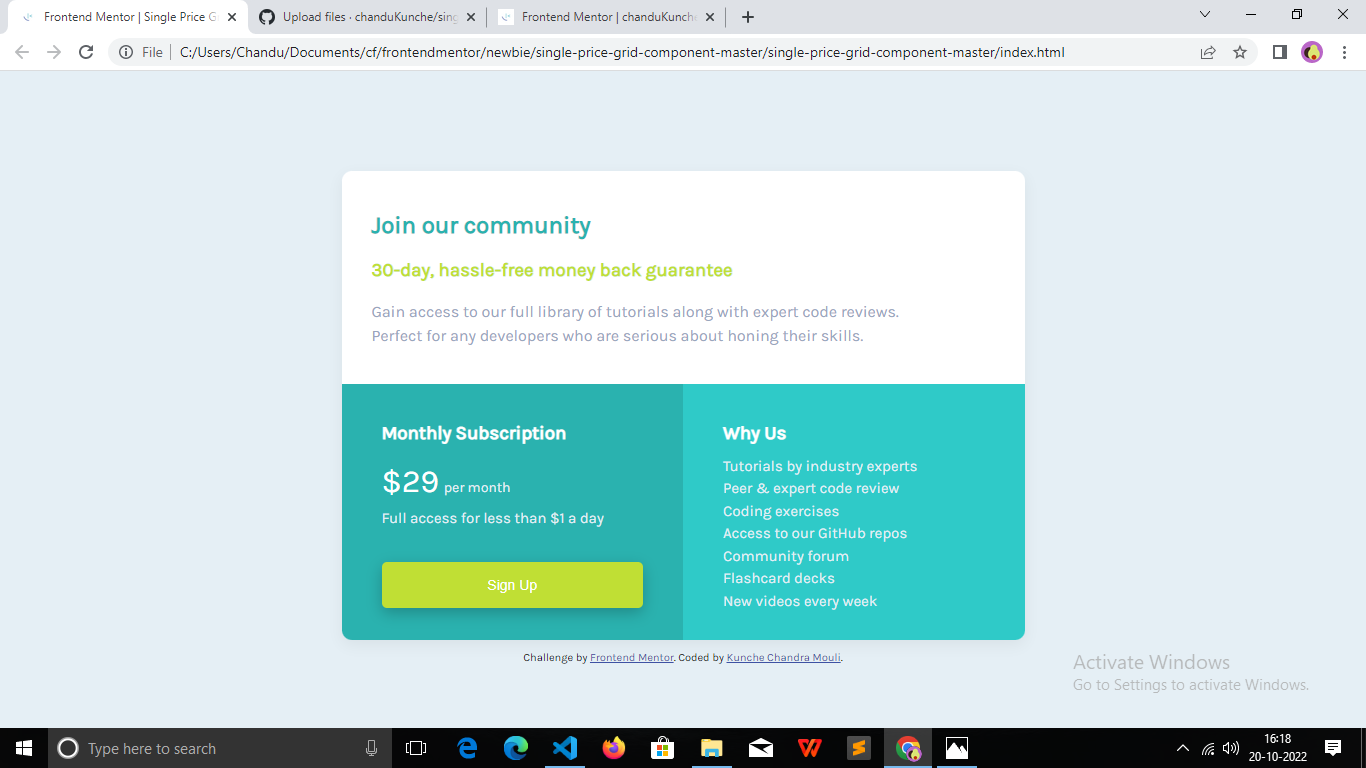 Frontend Mentor | Single Price G
Upload files · chanduKunche/sing
Frontend Mentor | chanduKunche
File
C:/Users/Chandu/Documents/cf/frontendmentor/newbie/single-price-grid-component-master/single-price-grid-component-master/index.html
Join our community
30-day, hassle-free money back guarantee
Gain access to our full library of tutorials along with expert code reviews.
Perfect for any developers who are serious about honing their skills.
Monthly Subscription
$29 per month
Full access for less than $1 a day
Sign Up
Why Us
Tutorials by industry experts
Peer & expert code review
Coding exercises
Access to our GitHub repos
Community forum
Flashcard decks
New videos every week
Challenge by Frontend Mentor. Coded by Kunche Chandra Mouli.
Activate Windows
Go to Settings to activate Windows.
Type here to search
16:18
20-10-2022